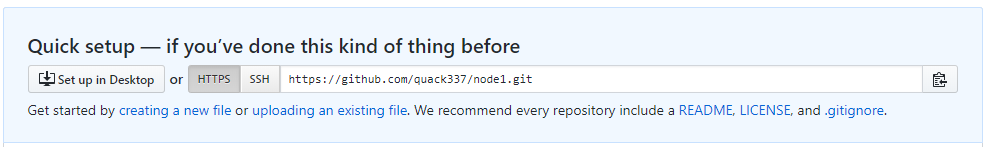 Quick setup — if you’ve done this kind of thing before
Set up in Desktop or HTTPS SSH https://github.com/quack337/node1.git
Get started by creating a new file or uploading an existing file. We recommend every repository include a README, LICENSE, and .gitignore.